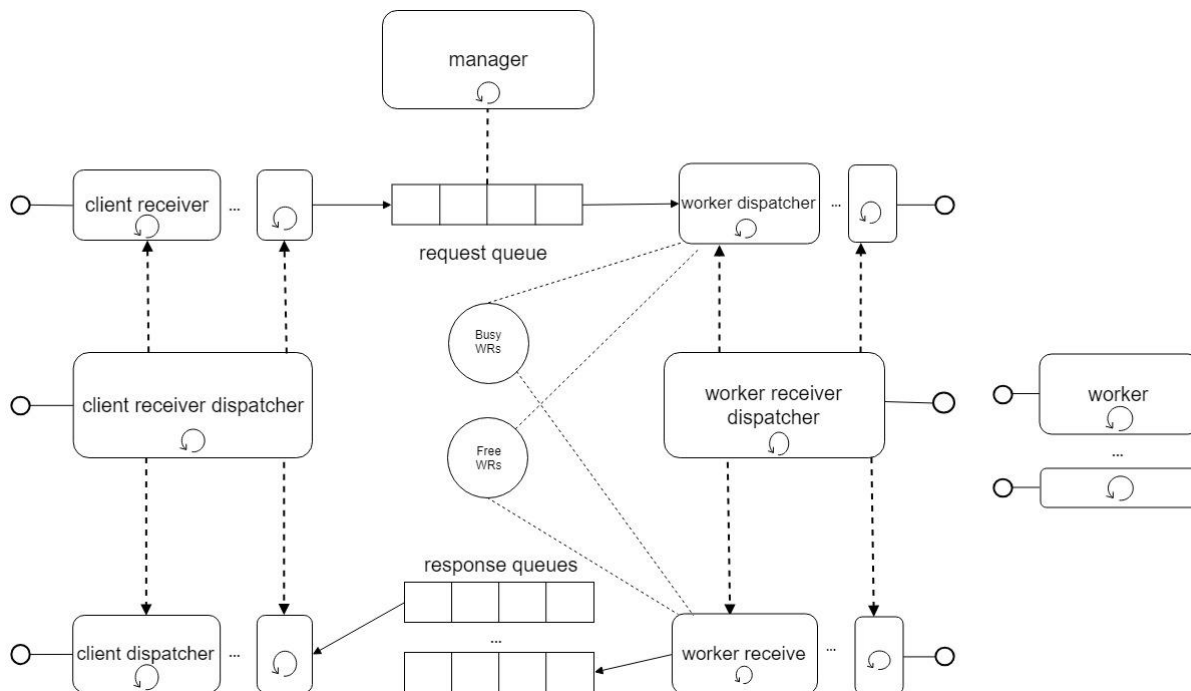 manager
client receiver
...
worker dispatcher
...
request queue
Busy
WRs
client receiver dispatcher
worker receiver
dispatcher
worker
...
Free
WRs
response queues
...
client dispatcher
...
worker receive
...